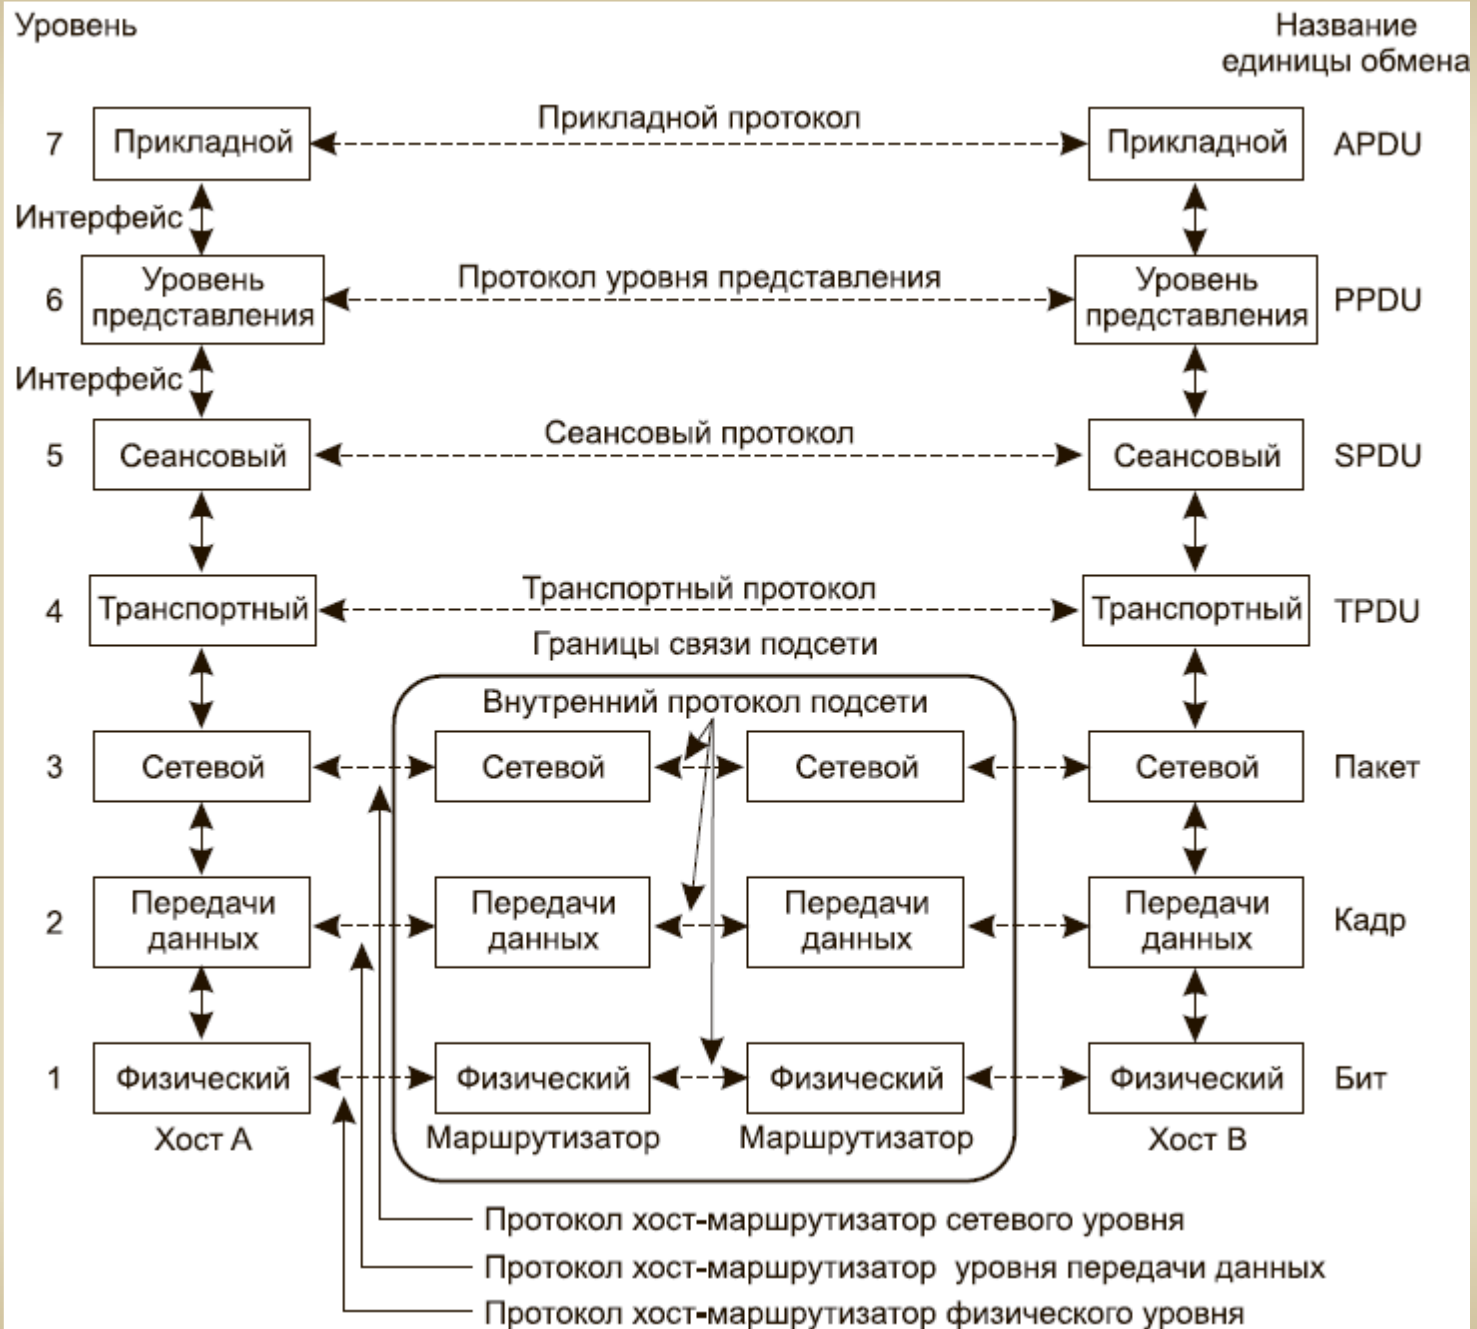 Уровень
Название
единицы обмена
7
Прикладной
Прикладной протокол
Прикладной
APDU
Интерфейс
6
Уровень
представления
Протокол уровня представления
Уровень
представления
PPDU
Интерфейс
5
Сеансовый
Сеансовый протокол
Сеансовый
SPDU
4
Транспортный
Транспортный протокол
Транспортный
TPDU
Границы связи подсети
Внутренний протокол подсети
3
Сетевой
Сетевой
Сетевой
Сетевой
Пакет
2
Передачи
данных
Передачи
данных
Передачи
данных
Передачи
данных
Кадр
1
Физический
Физический
Физический
Физический
Бит
Хост А
Маршрутизатор
Маршрутизатор
Хост В
Протокол хост-маршрутизатор сетевого уровня
Протокол хост-маршрутизатор уровня передачи данных
Протокол хост-маршрутизатор физического уровня